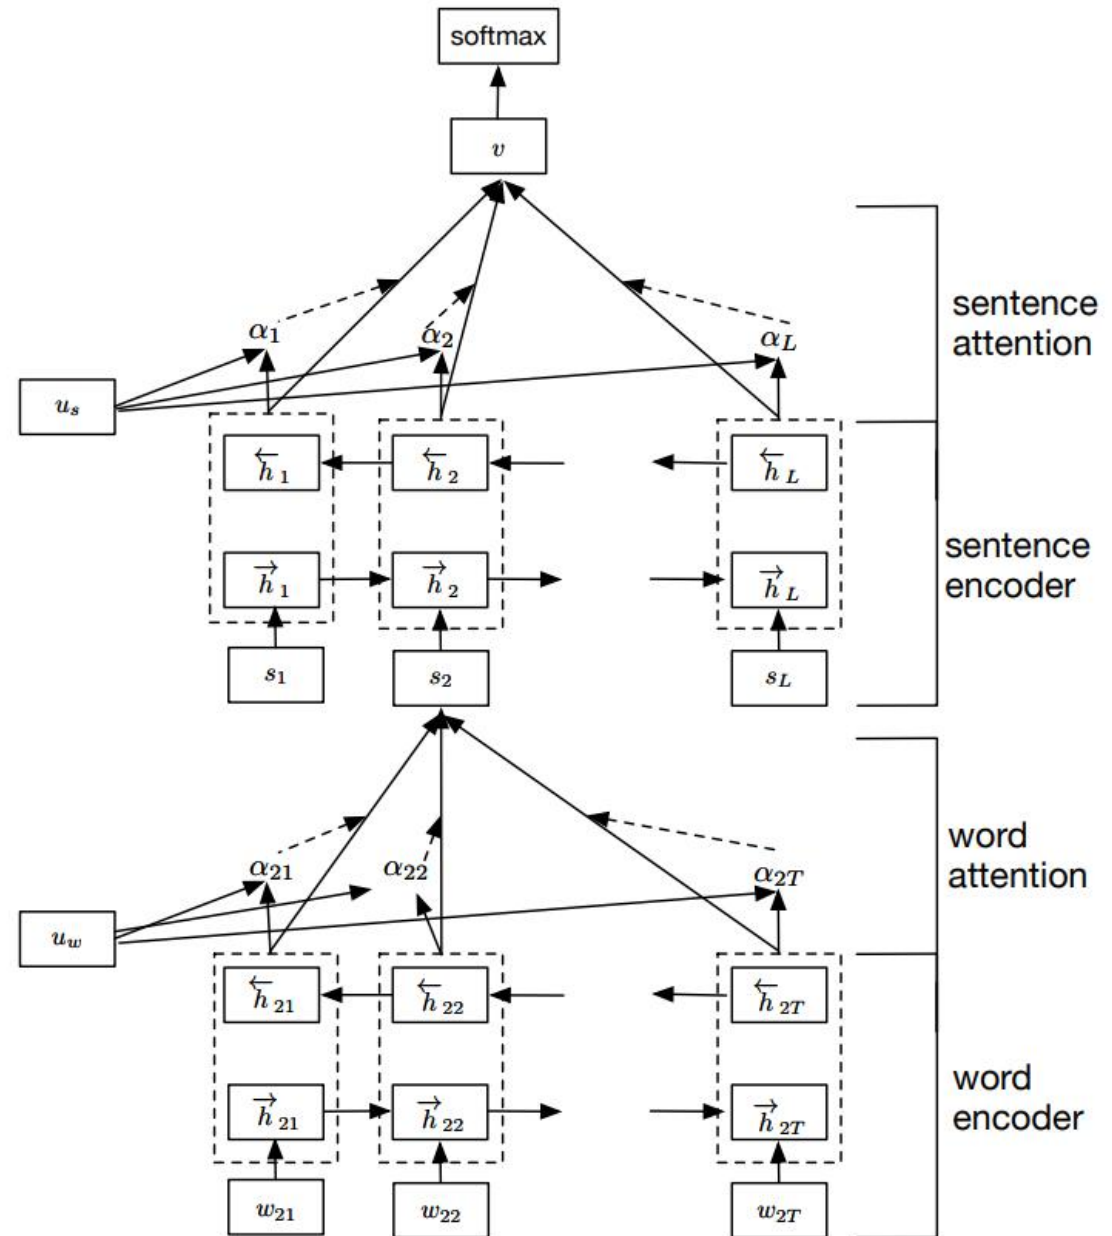 softmax
v
sentence
attention
α1 α2 αL
us
←h 1 ←h 2 ←h L
→h 1 →h 2 →h L
sentence
encoder
s1 s2 sL
word
attention
α21 α22 α2T
uw
←h 21 ←h 22 ←h 2T
→h 21 →h 22 →h 2T
word
encoder
w21 w22 w2T